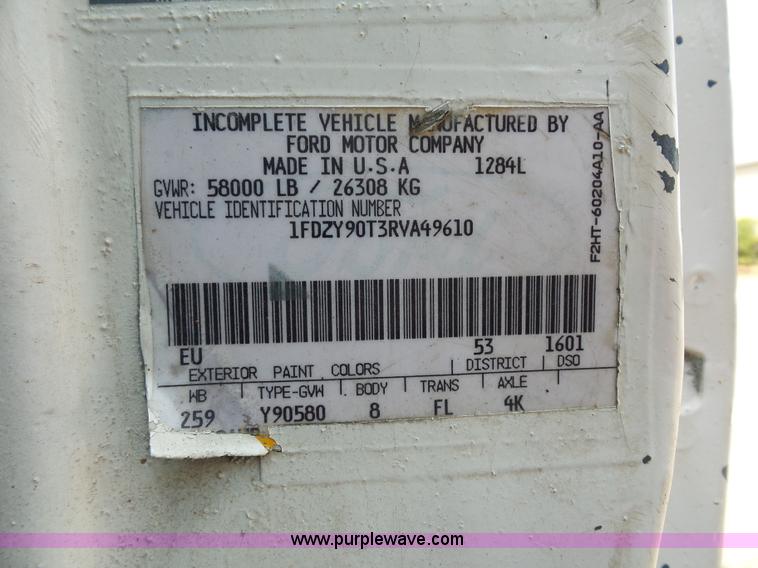 INCOMPLETE VEHICLE MANUFACTURED BY
FORD MOTOR COMPANY
MADE IN U.S.A 1284L
GVWR: 58000 LB / 26308 KG
VEHICLE IDENTIFICATION NUMBER
1FDZY90T3RVA49610
F2HT-60204A10-AA
EU 53 1601
EXTERIOR PAINT COLORS DISTRICT DSO
WB TYPE-GVW BODY TRANS AXLE
259 Y90580 8 FL 4K
www.purplewave.com